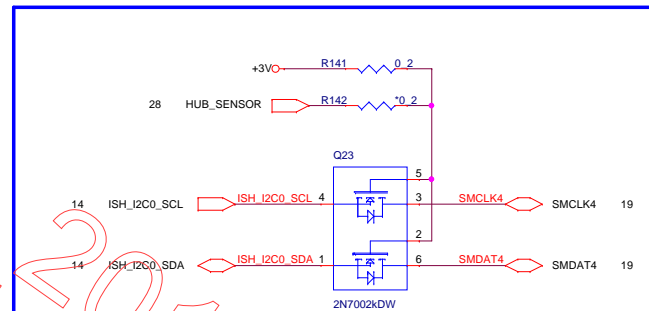 +3V R141 0_2
28 HUB_SENSOR R142 *0_2
Q23
5
14 ISH_I2C0_SCL ISH_I2C0_SCL 4 3 SMCLK4 SMCLK4 19
2
14 ISH_I2C0_SDA ISH_I2C0_SDA 1 6 SMDAT4 SMDAT4 19
2N7002kDW